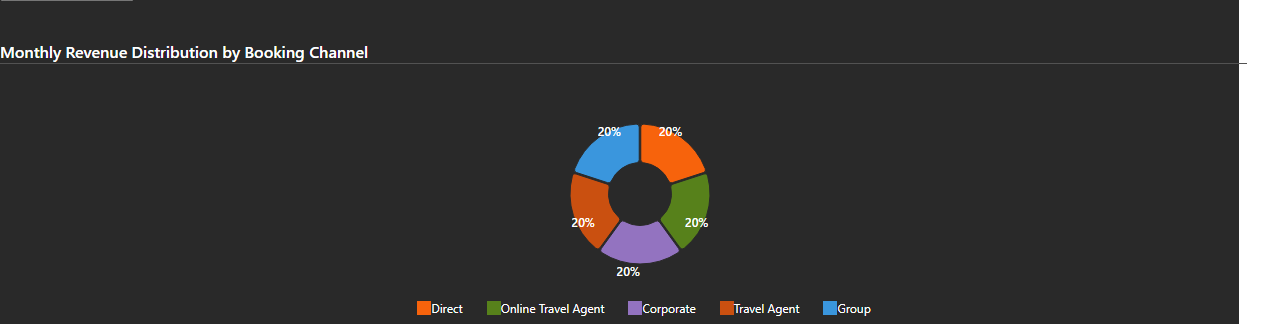 Monthly Revenue Distribution by Booking Channel
20% 20%
20% 20%
20%
Direct Online Travel Agent Corporate Travel Agent Group